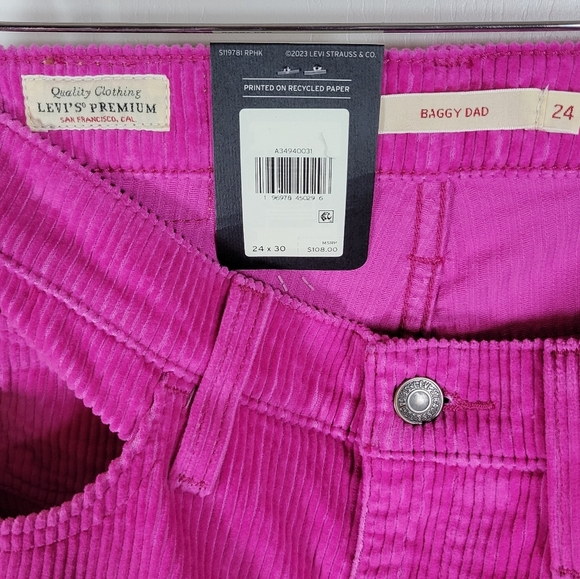 Quality Clothing
LEVI'S® PREMIUM
SAN FRANCISCO, CAL
S119781 RPHK ©2023 LEVI STRAUSS & CO.
PRINTED ON RECYCLED PAPER
A34940031
1 96978 45029 6
24 x 30
MSRP
$108.00
BAGGY DAD
24